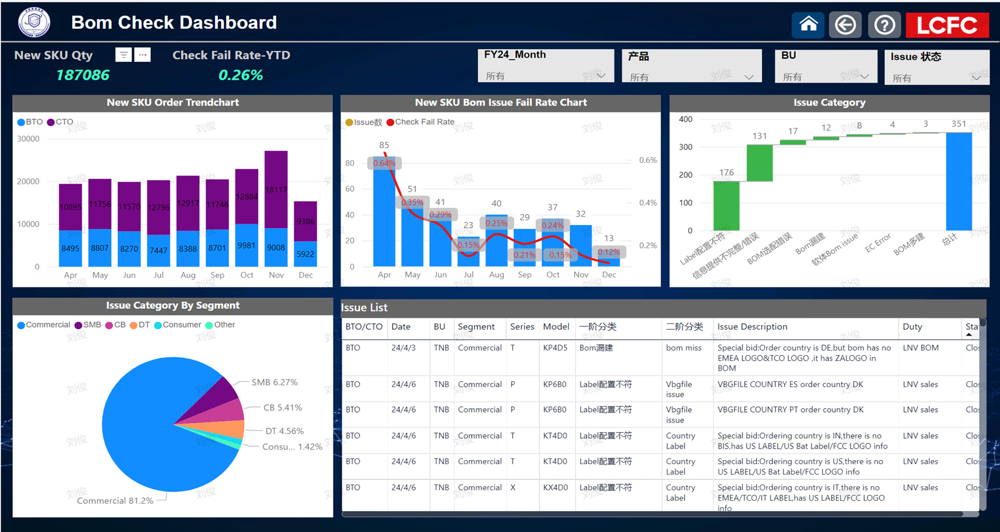 Bom Check Dashboard
LCFC
New SKU Qty
187086
Check Fail Rate-YTD
0.26%
FY24_Month
所有
产品
所有
BU
所有
Issue 状态
所有
New SKU Order Trendchart
BTO CTO
30000
20000
10000
0
10895 11756 11570 12796 12917 11746 12884 18117 9386
8495 8807 8270 7447 8388 8701 9981 9008 5922
Apr May Jun Jul Aug Sep Oct Nov Dec
New SKU Bom Issue Fail Rate Chart
Issue数 Check Fail Rate
80
60
40
20
0
0.6%
0.4%
0.2%
85 51 41 23 40 29 37 32 13
0.64% 0.35% 0.29% 0.15% 0.25% 0.21% 0.24% 0.15% 0.12%
Apr May Jun Jul Aug Sep Oct Nov Dec
Issue Category
400
300
200
100
0
176 131 17 12 8 4 3 351
Label配置不符
信息提供不完整/错误
BOM选配错误
Bom漏建
软体Bom issue
EC Error
BOM多建
总计
Issue Category By Segment
Commercial SMB CB DT Consumer Other
SMB 6.27%
CB 5.41%
DT 4.56%
Consu... 1.42%
Commercial 81.2%
Issue List
BTO/CTO Date BU Segment Series Model 一阶分类 二阶分类 Issue Description Duty Sta
BTO 24/4/3 TNB Commercial T KP4D5 Bom漏建 bom miss Special bid:Order country is DE,but bom has no LNV BOM Clos
EMEA LOGO&TCO LOGO ,it has ZALOGO in
BOM
BTO 24/4/6 TNB Commercial P KP6B0 Label配置不符 Vbgfile VBGFILE COUNTRY ES order country DK LNV sales Clos
issue
BTO 24/4/6 TNB Commercial P KP6B0 Label配置不符 Vbgfile VBGFILE COUNTRY PT order country DK LNV sales Clos
issue
BTO 24/4/6 TNB Commercial T KT4D0 Label配置不符 Country Special bid:Ordering country is IN,there is no LNV sales Clos
Label BIS,has US LABEL/US Bat Label/FCC LOGO info
BTO 24/4/6 TNB Commercial T KT4D0 Label配置不符 Country Special bid:Ordering country is US,there is no LNV sales Clos
Label US LABEL/US Bat Label/FCC LOGO info
BTO 24/4/6 TNB Commercial X KX4D0 Label配置不符 Country Special bid:Ordering country is IT,there is no LNV sales Clos
Label EMEA/TCO/IT LABEL,has US LABEL/FCC LOGO
info
刘俊